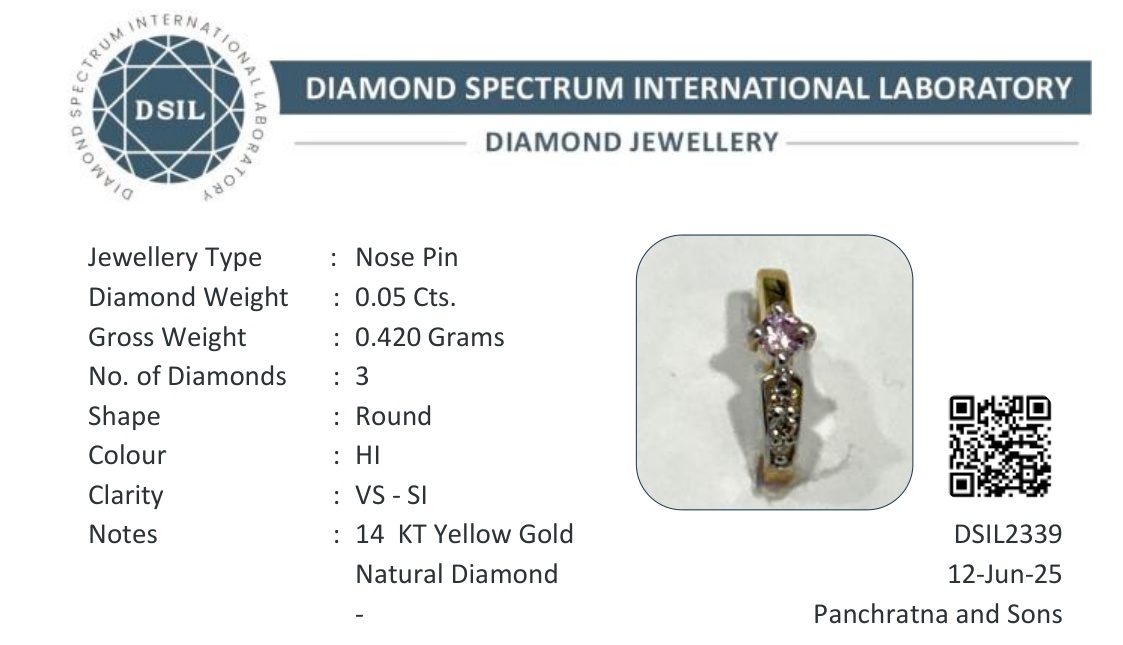 DIAMOND SPECTRUM INTERNATIONAL LABORATORY
DSIL
DIAMOND SPECTRUM INTERNATIONAL LABORATORY
DIAMOND JEWELLERY
Jewellery Type : Nose Pin
Diamond Weight : 0.05 Cts.
Gross Weight : 0.420 Grams
No. of Diamonds : 3
Shape : Round
Colour : HI
Clarity : VS - SI
Notes : 14 KT Yellow Gold
Natural Diamond
-
DSIL2339
12-Jun-25
Panchratna and Sons